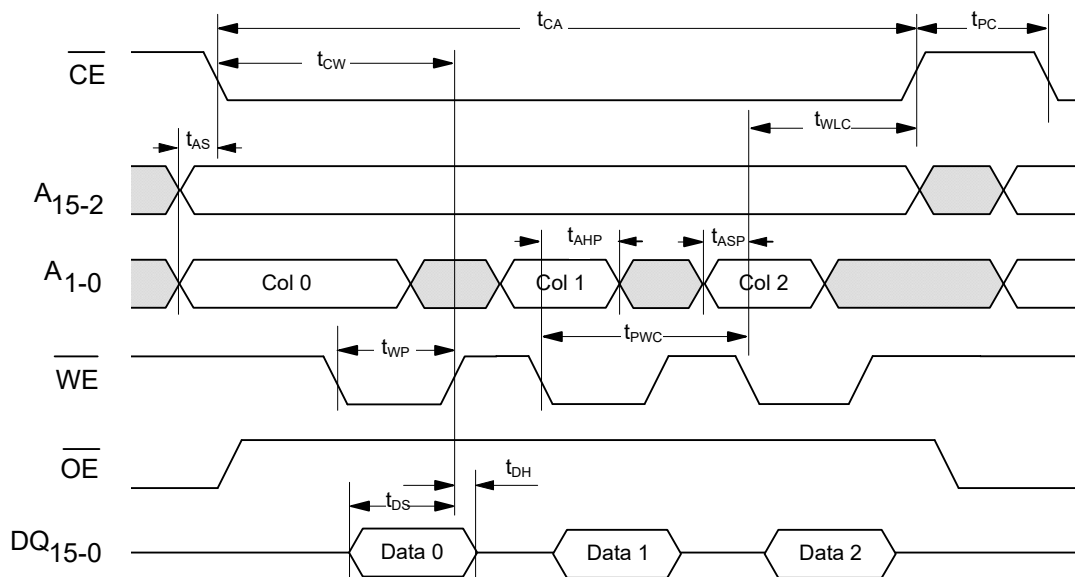 tCA
tPC
CE
tCW
tWLC
tAS
A15-2
tAHP
tASP
A1-0
Col 0
Col 1
Col 2
tWP
tPWC
WE
OE
tDH
tDS
DQ15-0
Data 0
Data 1
Data 2